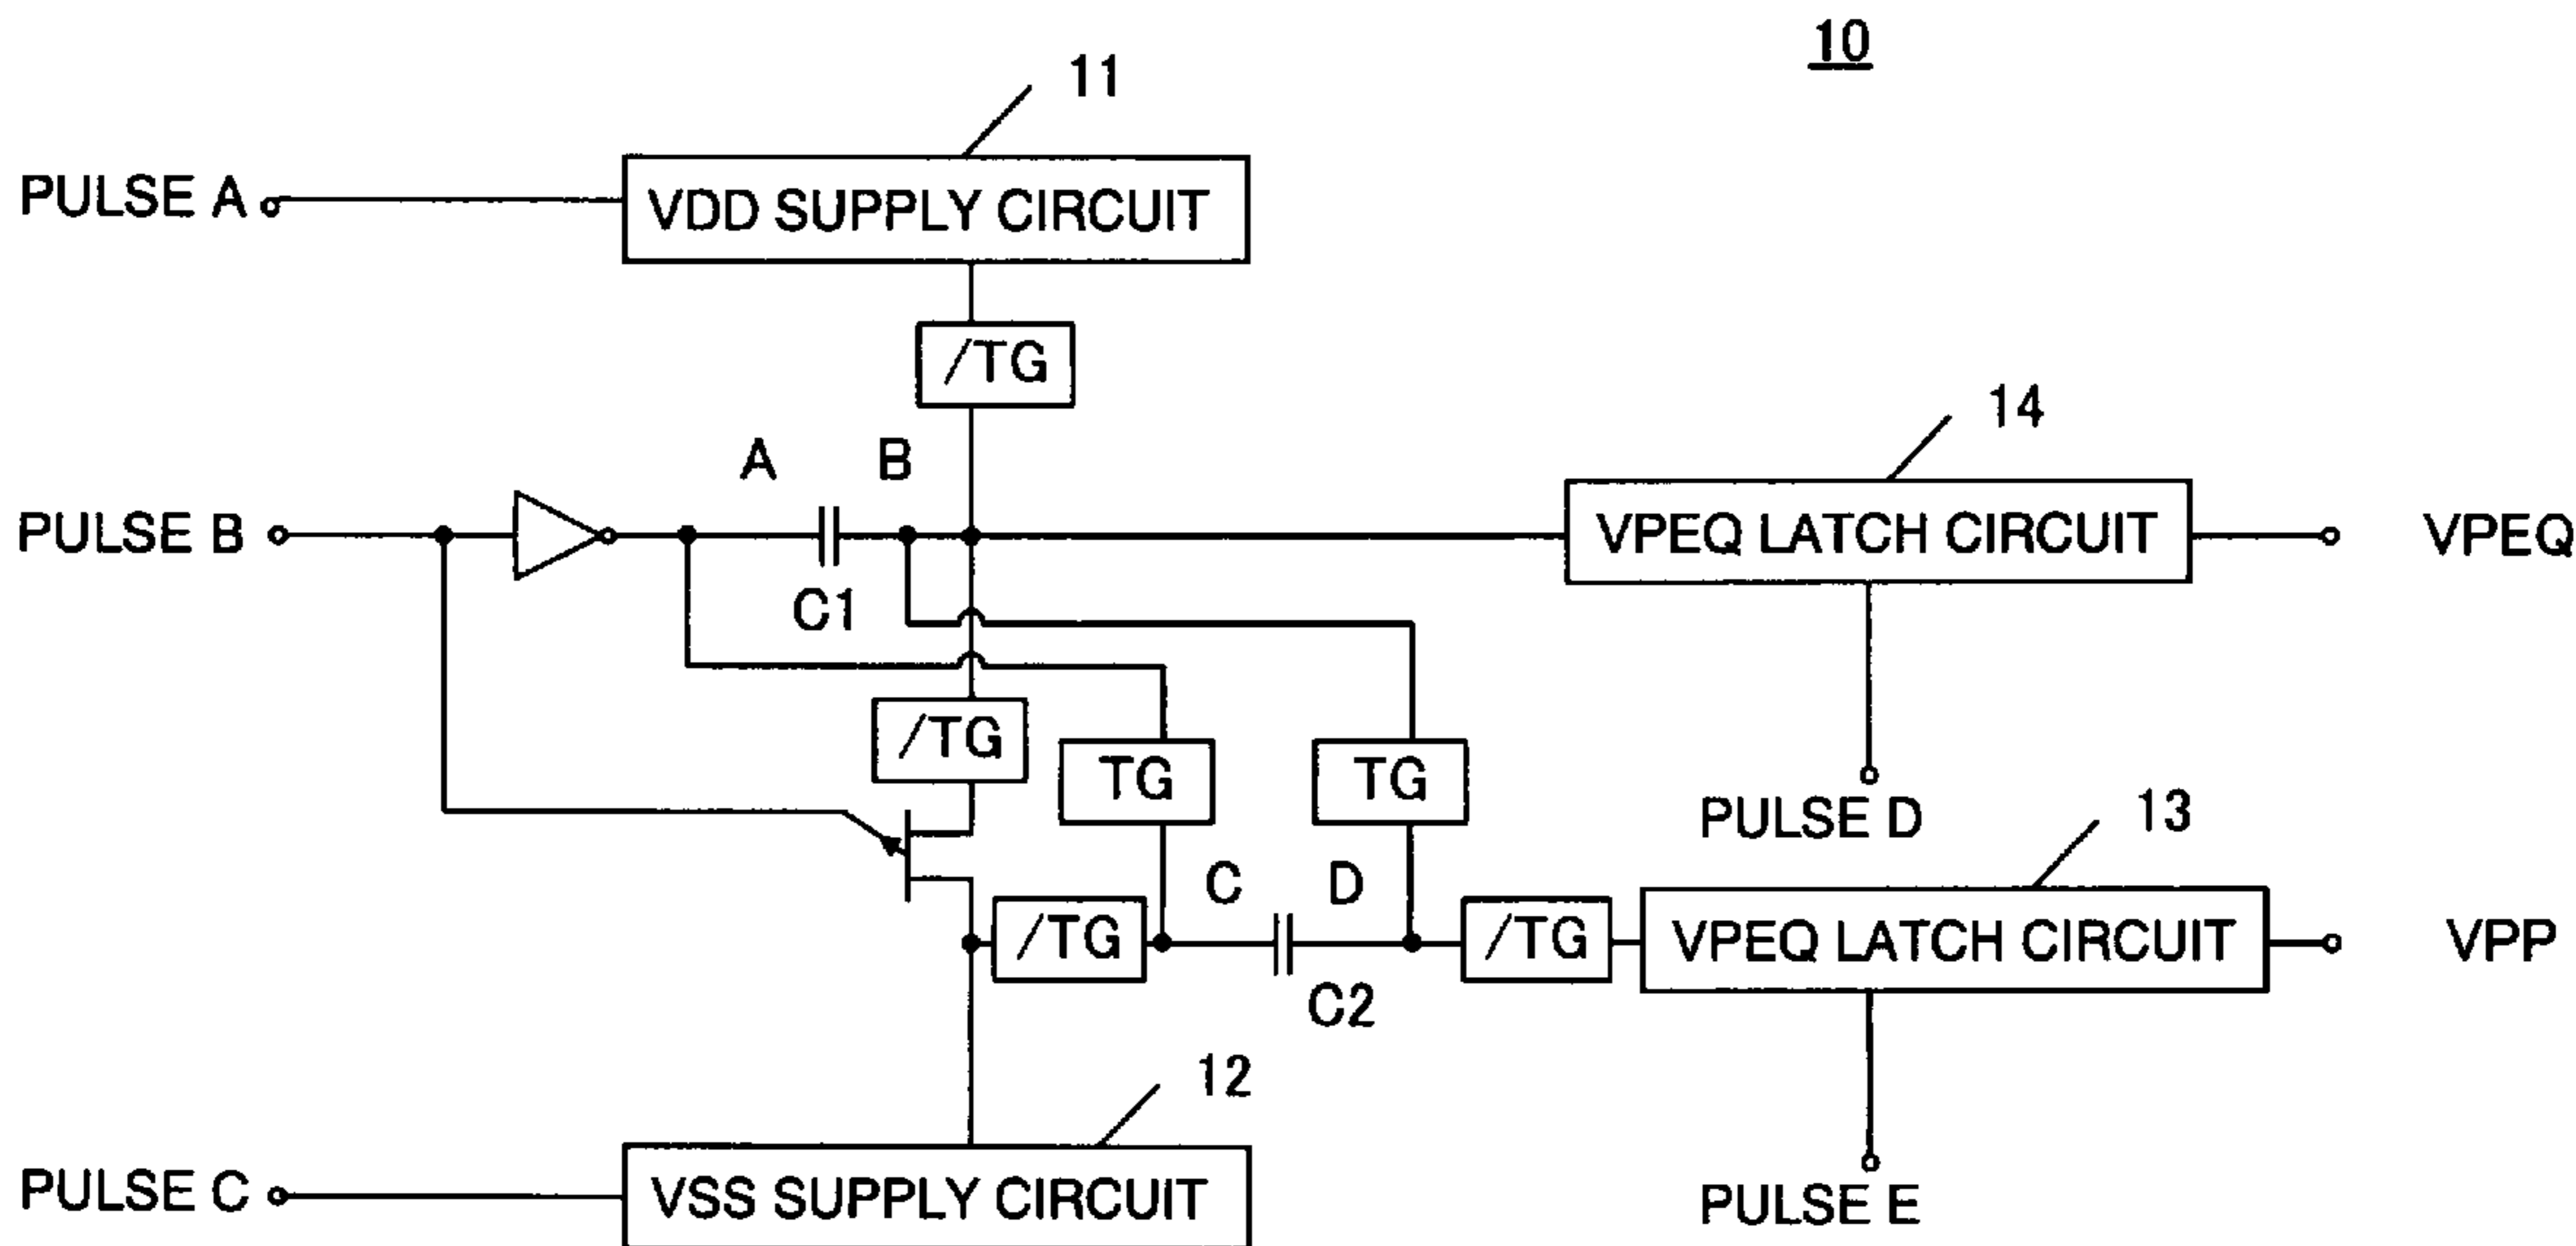 10
11
PULSE A
VDD SUPPLY CIRCUIT
/TG
14
A
B
PULSE B
VPEQ LATCH CIRCUIT
VPEQ
C1
/TG
TG
TG
PULSE D
13
C
D
/TG
/TG
VPEQ LATCH CIRCUIT
VPP
C2
12
PULSE C
VSS SUPPLY CIRCUIT
PULSE E